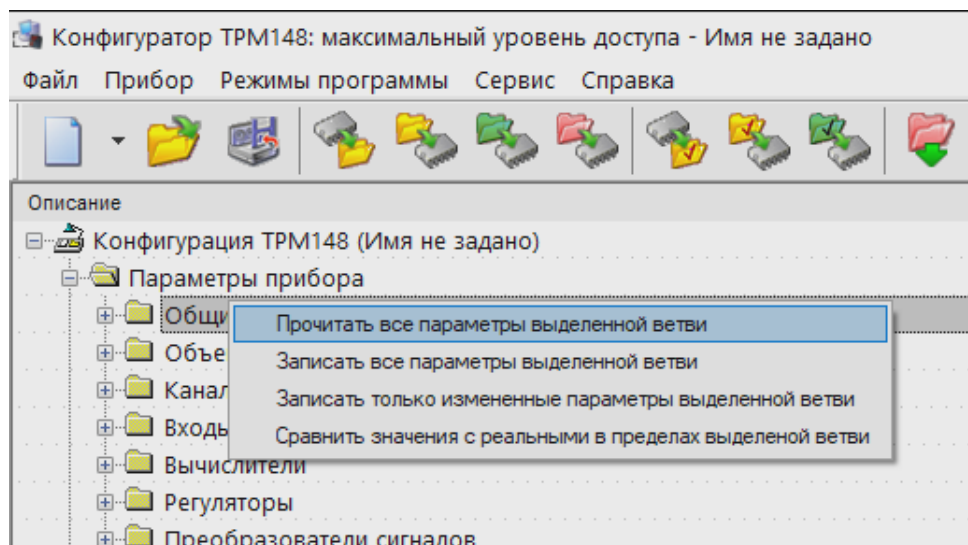 Конфигуратор ТРМ148: максимальный уровень доступа - Имя не задано
Файл Прибор Режимы программы Сервис Справка
Описание
Конфигурация ТРМ148 (Имя не задано)
Параметры прибора
Общи
Прочитать все параметры выделенной ветви
Объе
Записать все параметры выделенной ветви
Канал
Записать только измененные параметры выделенной ветви
Входы
Сравнить значения с реальными в пределах выделеной ветви
Вычислители
Регуляторы
Преобразователи сигналов